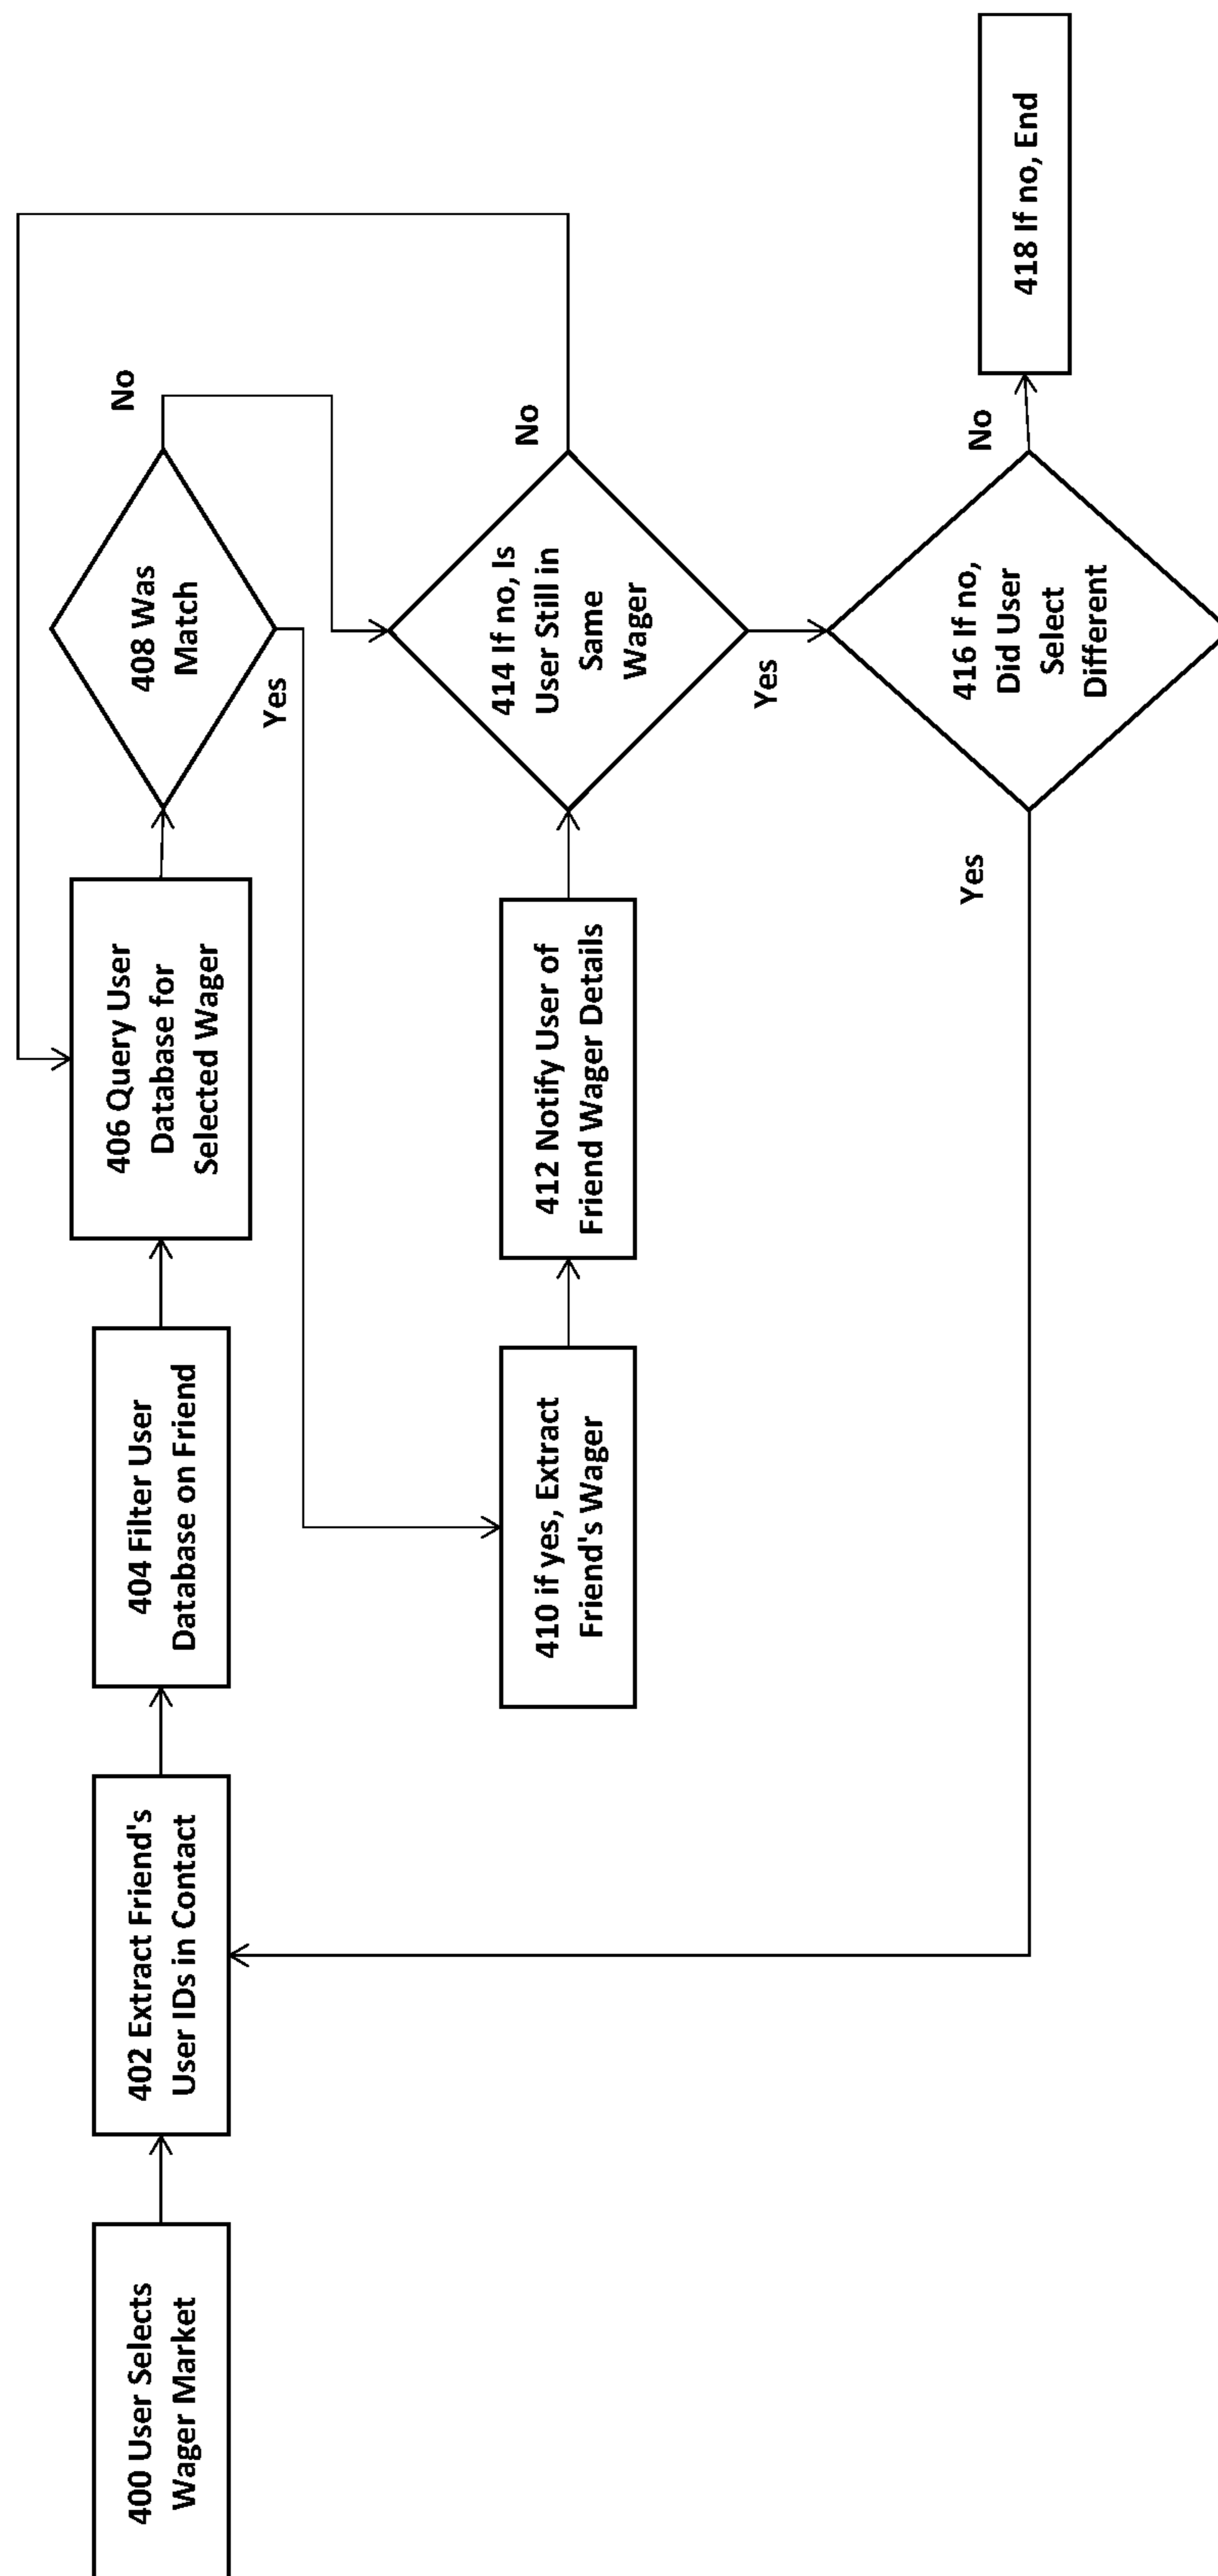 400 User Selects
Wager Market
402 Extract Friend's
User IDs in Contact
404 Filter User
Database on Friend
406 Query User
Database for
Selected Wager
408 Was
Match
No
Yes
410 if yes, Extract
Friend's Wager
412 Notify User of
Friend Wager Details
414 If no, Is
User Still in
Same
Wager
No
Yes
416 If no,
Did User
Select
Different
Yes
No
418 If no, End